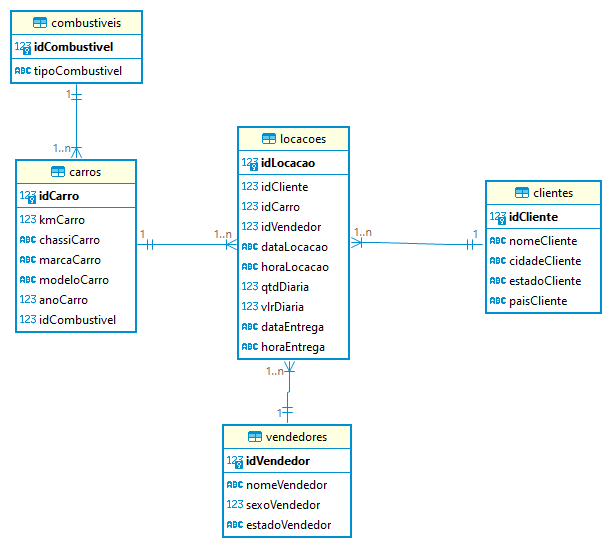 combustiveis
123 idCombustivel
ABC tipoCombustivel
1
1..n
carros
123 idCarro
123 kmCarro
ABC chassiCarro
ABC marcaCarro
ABC modeloCarro
123 anoCarro
123 idCombustivel
1
1..n
locacoes
123 idLocacao
123 idCliente
123 idCarro
123 idVendedor
ABC dataLocacao
ABC horaLocacao
123 qtdDiaria
123 vlrDiaria
ABC dataEntrega
ABC horaEntrega
1..n
1
clientes
123 idCliente
ABC nomeCliente
ABC cidadeCliente
ABC estadoCliente
ABC paisCliente
1..n
1
vendedores
123 idVendedor
ABC nomeVendedor
123 sexoVendedor
ABC estadoVendedor